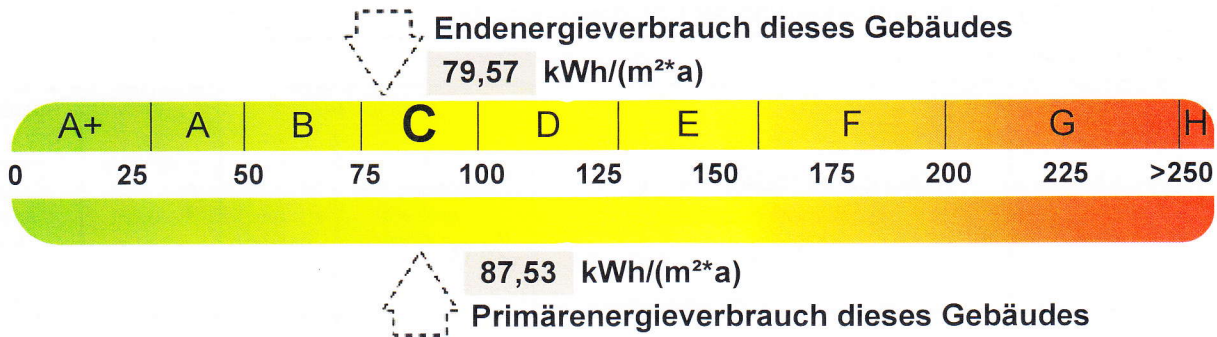 Endenergieverbrauch dieses Gebäudes
79,57 kWh/(m²*a)
A+ A B C D E F G H
0 25 50 75 100 125 150 175 200 225 >250
87,53 kWh/(m²*a)
Primärenergieverbrauch dieses Gebäudes